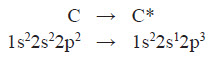 C → C*
1s²2s²2p² → 1s²2s¹2p³